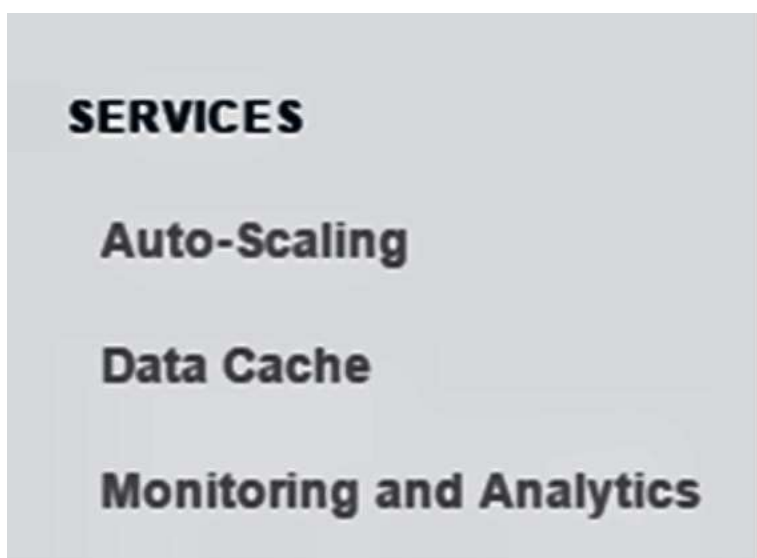 SERVICES
Auto-Scaling
Data Cache
Monitoring and Analytics